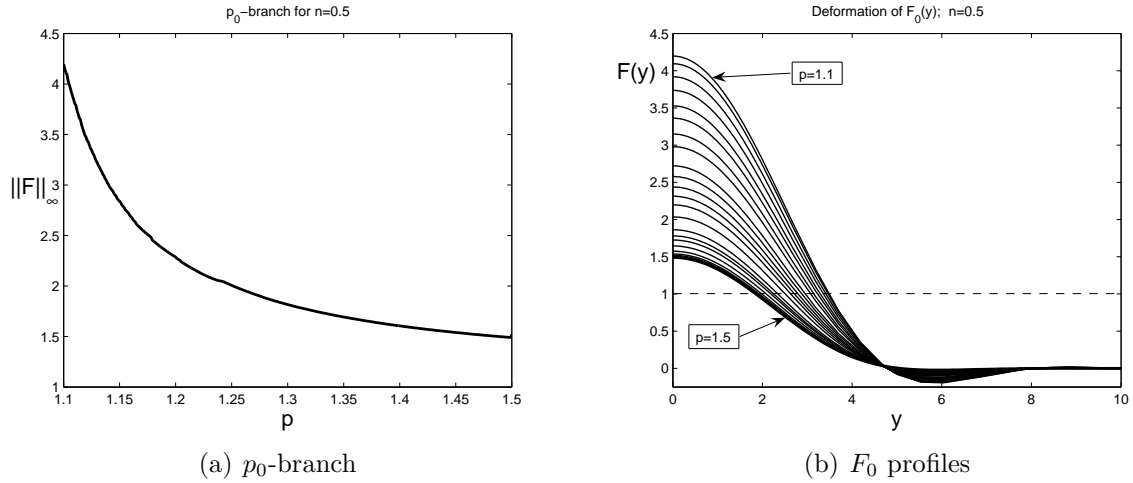 p₀−branch for n=0.5
4.5
4
3.5
3
||F||∞
2.5
2
1.5
1
1.1 1.15 1.2 1.25 1.3 1.35 1.4 1.45 1.5
p
(a) p₀-branch
Deformation of F₀(y); n=0.5
4.5
F(y)
4
3.5
3
2.5
2
1.5
1
0.5
0
p=1.1
p=1.5
0 2 4 6 8 10
y
(b) F₀ profiles